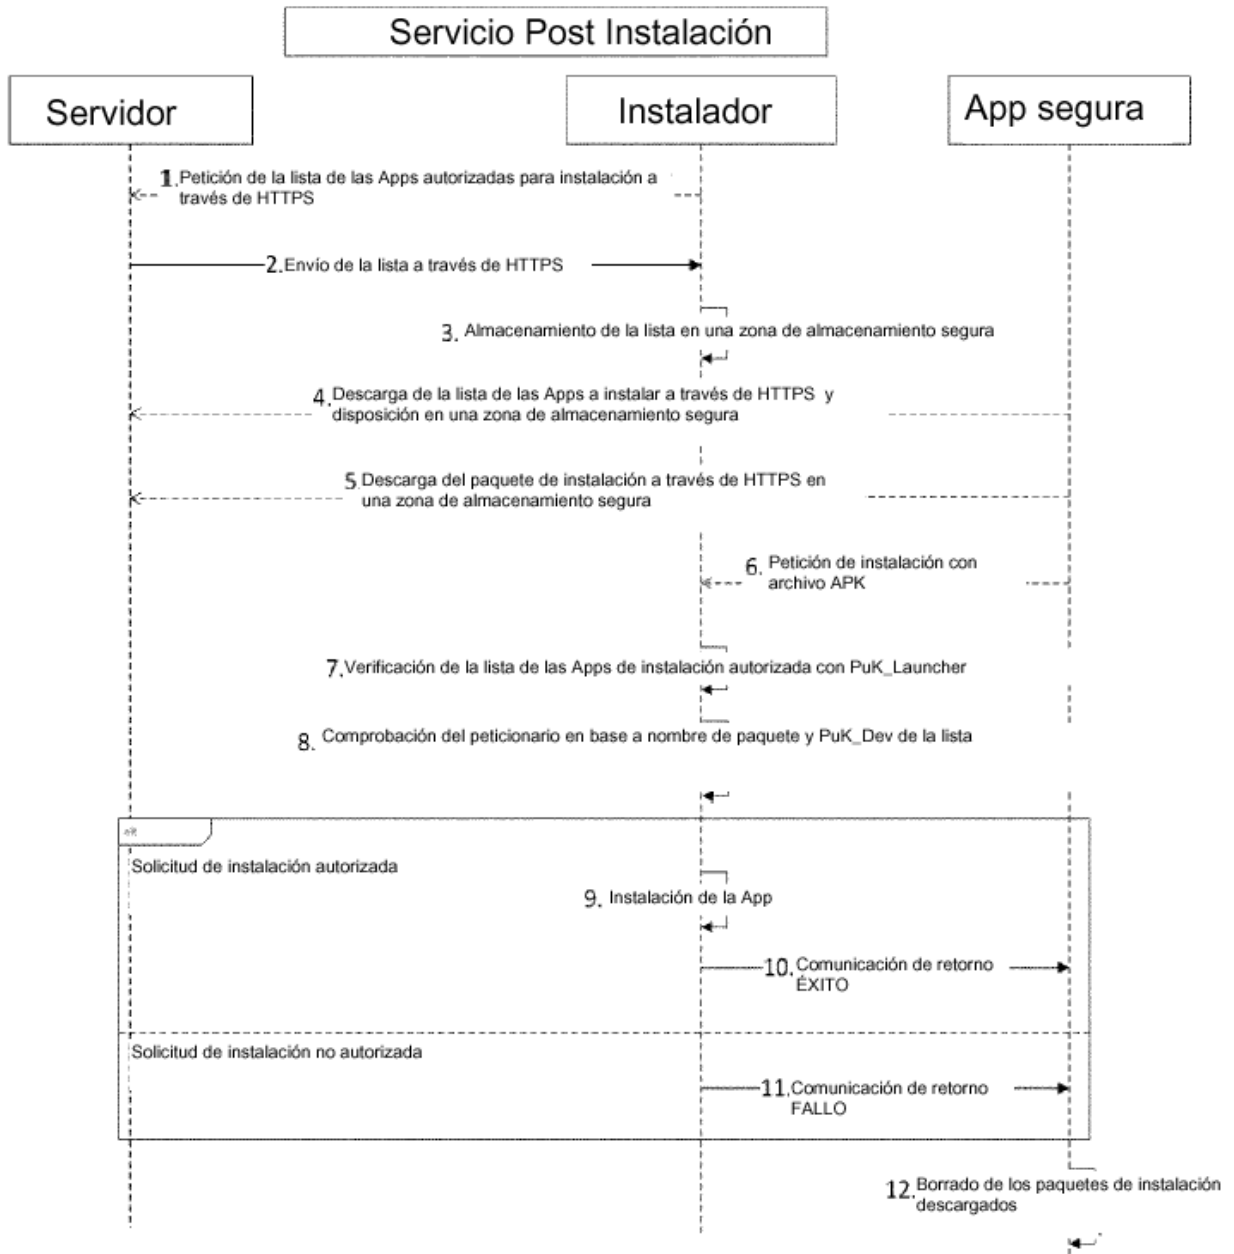 Servicio Post Instalación
Servidor
Instalador
App segura
1. Petición de la lista de las Apps autorizadas para instalación a
través de HTTPS
2. Envío de la lista a través de HTTPS
3. Almacenamiento de la lista en una zona de almacenamiento segura
4. Descarga de la lista de las Apps a instalar a través de HTTPS y
disposición en una zona de almacenamiento segura
5. Descarga del paquete de instalación a través de HTTPS en
una zona de almacenamiento segura
6. Petición de instalación con
archivo APK
7. Verificación de la lista de las Apps de instalación autorizada con PuK_Launcher
8. Comprobación del peticionario en base a nombre de paquete y PuK_Dev de la lista
Solicitud de instalación autorizada
9. Instalación de la App
10. Comunicación de retorno
ÉXITO
Solicitud de instalación no autorizada
11. Comunicación de retorno
FALLO
12. Borrado de los paquetes de instalación
descargados